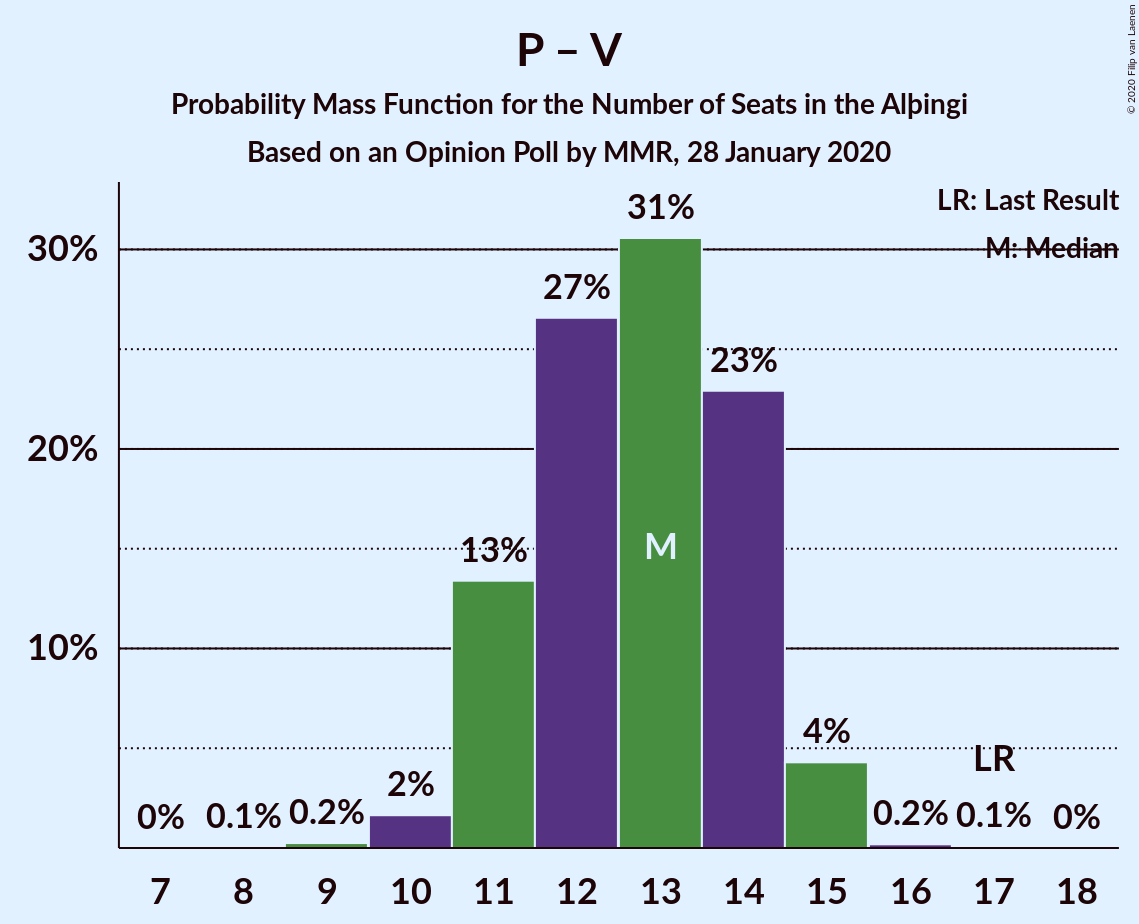 P – V
Probability Mass Function for the Number of Seats in the Alþingi
Based on an Opinion Poll by MMR, 28 January 2020
© 2020 Filip van Laenen
LR: Last Result
M: Median
30%
20%
10%
0%
0.1%
0.2%
2%
13%
27%
31%
23%
4%
0.2%
0.1%
0%
M
LR
7 8 9 10 11 12 13 14 15 16 17 18